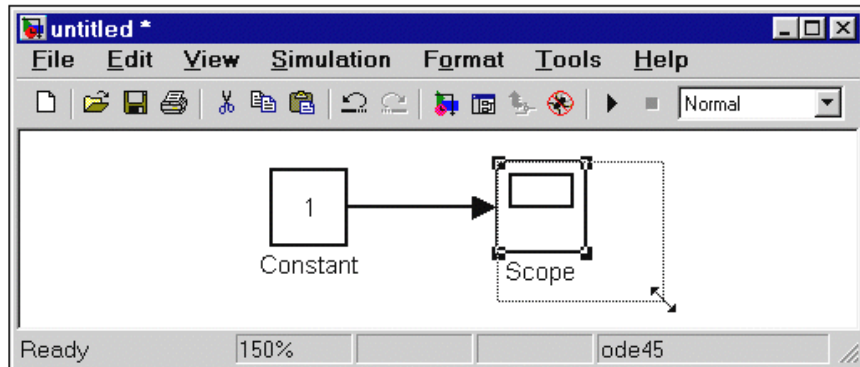 untitled *
File Edit View Simulation Format Tools Help
Normal
1
Constant
Scope
Ready 150% ode45